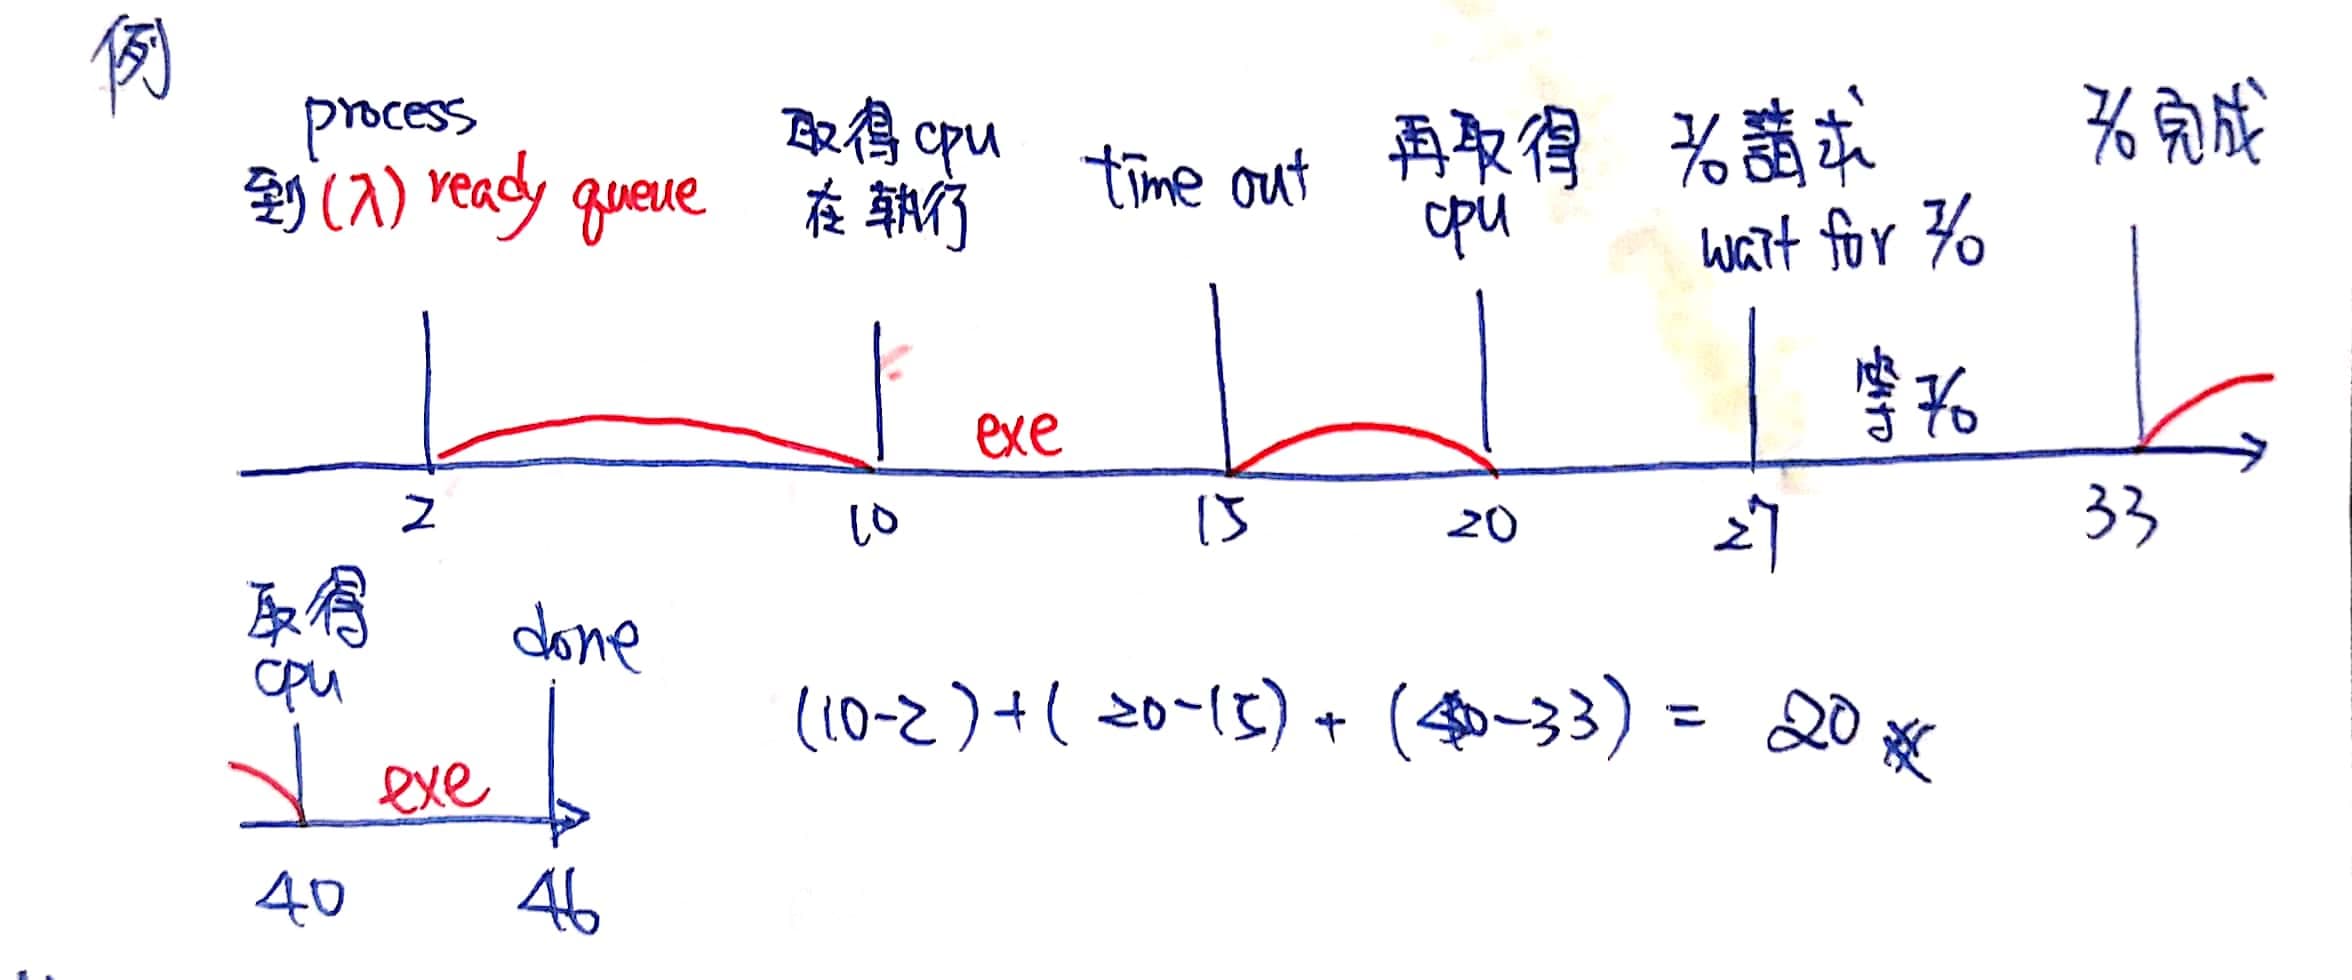 例
process
到(入) ready queue
取得 cpu
在執行
time out
再取得
cpu
I/O 請求
wait for I/O
I/O 完成
exe
等 I/O
2 10 15 20 27 33
取得
cpu
done
exe
40 46
(10-2)+(20-15)+(40-33) = 20